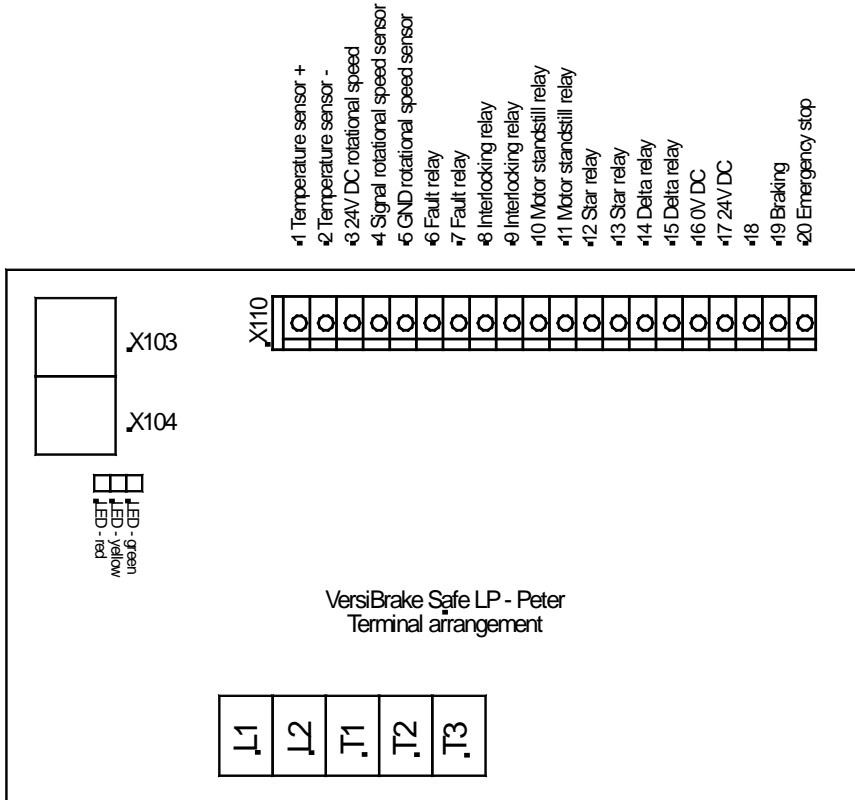 1 Temperature sensor +
2 Temperature sensor -
3 24V DC rotational speed
4 Signal rotational speed sensor
5 GND rotational speed sensor
6 Fault relay
7 Fault relay
8 Interlocking relay
9 Interlocking relay
10 Motor standstill relay
11 Motor standstill relay
12 Star relay
13 Star relay
14 Delta relay
15 Delta relay
16 0V DC
17 24V DC
18
19 Braking
20 Emergency stop
X110
X103
X104
LED - red
LED - yellow
LED - green
VersiBrake Safe LP - Peter
Terminal arrangement
L1
L2
T1
T2
T3